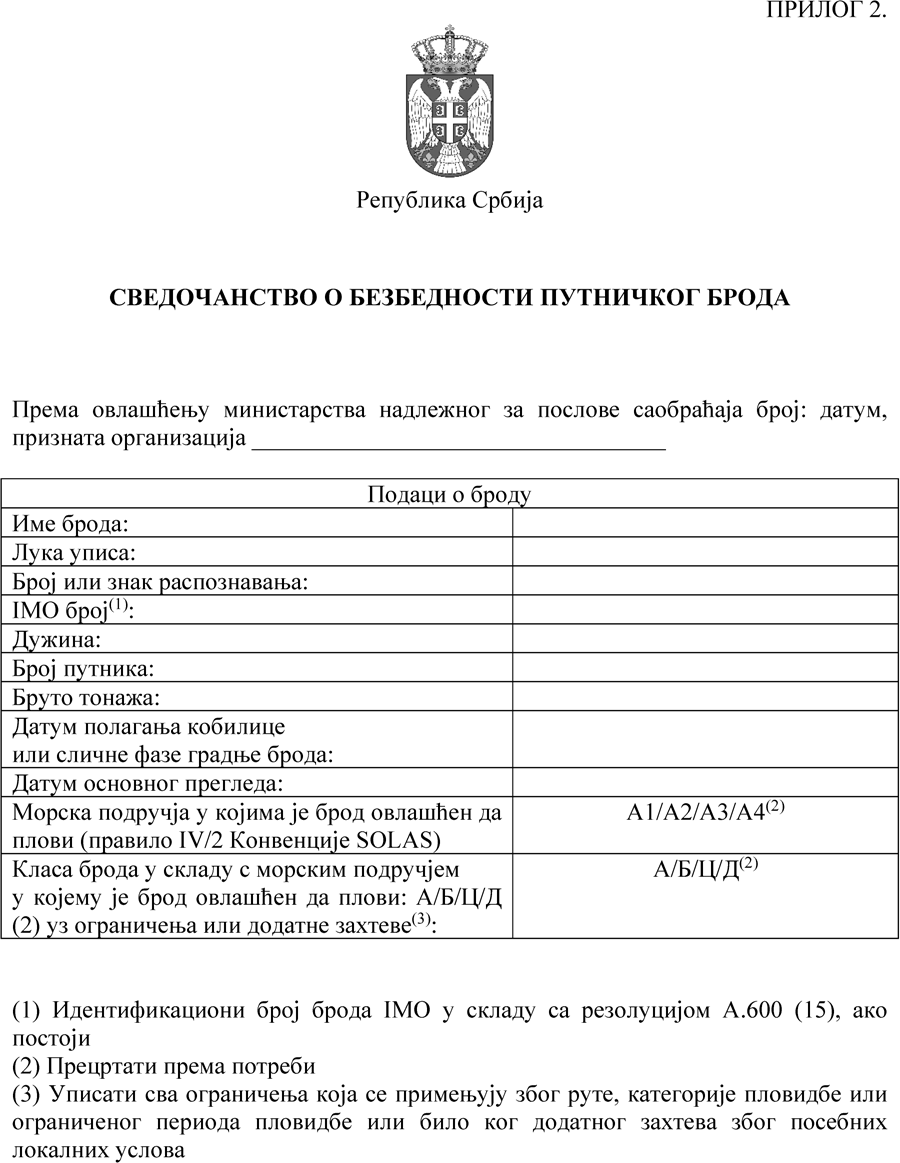 ПРИЛОГ 2.
Република Србија
СВЕДОЧАНСТВО О БЕЗБЕДНОСТИ ПУТНИЧКОГ БРОДА
Према овлашћењу министарства надлежног за послове саобраћаја број: датум,
призната организација ___________________________________
Подаци о броду
Име брода:
Лука уписа:
Број или знак распознавања:
IMO број(1):
Дужина:
Број путника:
Бруто тонажа:
Датум полагања кобилице
или сличне фазе градње брода:
Датум основног прегледа:
Морска подручја у којима је брод овлашћен да
плови (правило IV/2 Конвенције SOLAS)
А1/А2/А3/А4(2)
Класа брода у складу с морским подручјем
у којему је брод овлашћен да плови: А/Б/Ц/Д
(2) уз ограничења или додатне захтеве(3):
А/Б/Ц/Д(2)
(1) Идентификациони број брода IMO у складу са резолуцијом А.600 (15), ако
постоји
(2) Прецртати према потреби
(3) Уписати сва ограничења која се примењују због руте, категорије пловидбе или
ограниченог периода пловидбе или било ког додатног захтева због посебних
локалних услова